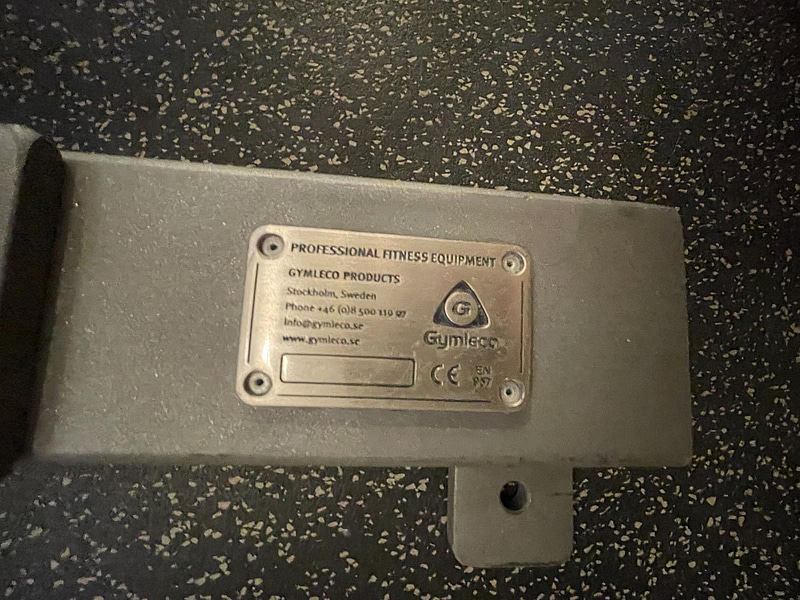 PROFESSIONAL FITNESS EQUIPMENT
GYMLECO PRODUCTS
Stockholm, Sweden
Phone +46 (0)8 500 110 07
info@gymleco.se
www.gymleco.se
G
Gymleco
CE
EN
957